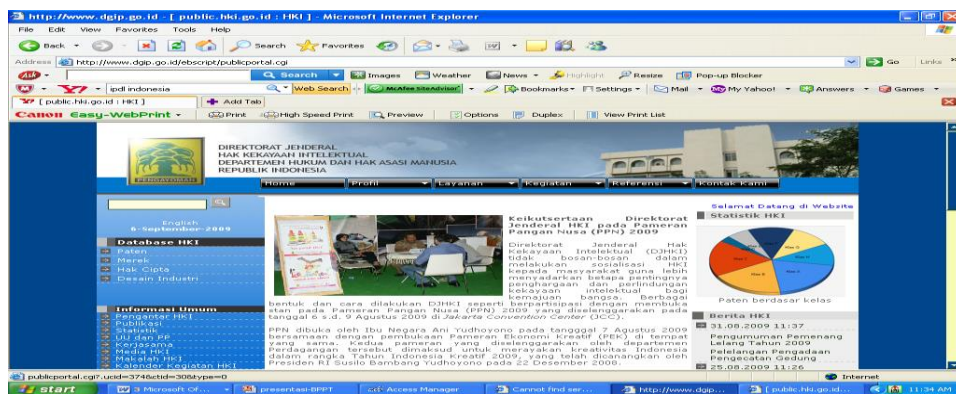 http://www.dgip.go.id - [ public.hki.go.id : HKI ] - Microsoft Internet Explorer
File Edit View Favorites Tools Help
Back Search Favorites
Address http://www.dgip.go.id/ebscript/publicportal.cgi Go Links
Ask Search Images Weather News Highlight Resize Pop-up Blocker
Y! ipdl indonesia Web Search McAfee SiteAdvisor Bookmarks Settings Mail My Yahoo! Answers Games
Y! [ public.hki.go.id : HKI ] Add Tab
Canon Easy-WebPrint Print High Speed Print Preview Options Duplex View Print List
DIREKTORAT JENDERAL
HAK KEKAYAAN INTELEKTUAL
DEPARTEMEN HUKUM DAN HAK ASASI MANUSIA
REPUBLIK INDONESIA
PENGAYOMAN
Home Profil Layanan Kegiatan Referensi Kontak Kami
Selamat Datang di Website
English
6-September-2009
Database HKI
Paten
Merek
Hak Cipta
Desain Industri
Informasi Umum
Pengantar HKI
Publikasi
Statistik
UU dan PP
Kerjasama
Media HKI
Makalah HKI
Kalender Kegiatan HKI
Keikutsertaan Direktorat
Jenderal HKI pada Pameran
Pangan Nusa (PPN) 2009
Direktorat Jenderal Hak
Kekayaan Intelektual (DJHKI)
tidak bosan-bosan dalam
melakukan sosialisasi HKI
kepada masyarakat guna lebih
menyadarkan betapa pentingnya
penghargaan dan perlindungan
kekayaan intelektual bagi
kemajuan bangsa. Berbagai
bentuk dan cara dilakukan DJHKI seperti berpartisipasi dengan membuka
stan pada Pameran Pangan Nusa (PPN) 2009 yang diselenggarakan pada
tanggal 6 s.d. 9 Agustus 2009 di Jakarta Convention Center (JCC).
PPN dibuka oleh Ibu Negara Ani Yudhoyono pada tangggal 7 Agustus 2009
bersamaan dengan pembukaan Pameran Ekonomi Kreatif (PEK) di tempat
yang sama. Kedua pameran yang diselenggarakan oleh departemen
Perdagangan tersebut dimaksud untuk merayakan kreativitas Indonesia
dalam rangka Tahun Indonesia Kreatif 2009, yang telah dicanangkan oleh
Presiden RI Susilo Bambang Yudhoyono pada 22 Desember 2008.
Statistik HKI
Paten berdasar kelas
Berita HKI
31.08.2009 11:37
Pengumuman Pemenang
Lelang Tahun 2009
Pelelangan Pengadaan
Pengecatan Gedung
25.08.2009 11:26
publicportal.cgi?.ucid=374&ctid=30&type=0 Internet
start 3 Microsoft Of... presentasi-BPPT Access Manager Cannot find ser... http://www.dgip... [ public.hki.go.id... 11:34 AM